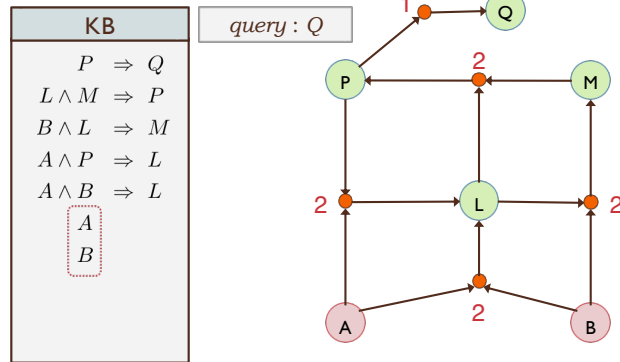 KB
P ⇒ Q
L ∧ M ⇒ P
B ∧ L ⇒ M
A ∧ P ⇒ L
A ∧ B ⇒ L
A
B
query : Q
1
Q
2
P
M
2
L
2
2
A
B